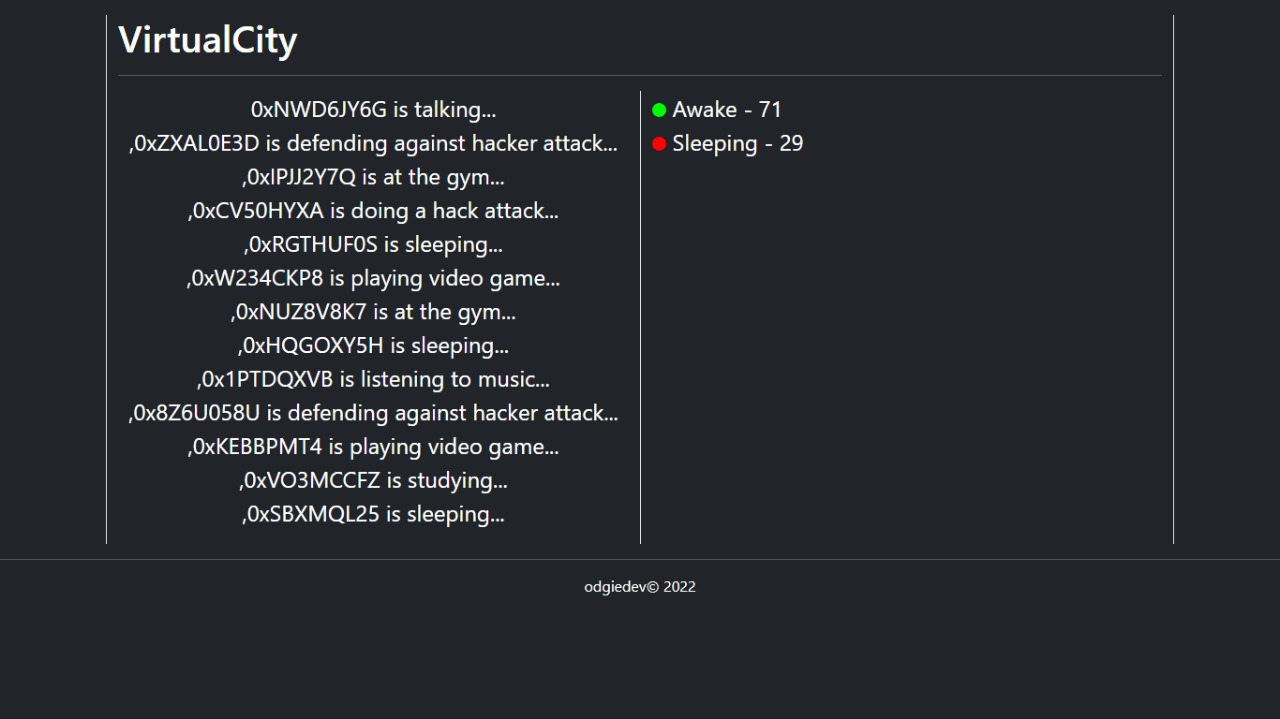 VirtualCity
0xNWD6JY6G is talking...
,0xZXAL0E3D is defending against hacker attack...
,0xIPJJ2Y7Q is at the gym...
,0xCV50HYXA is doing a hack attack...
,0xRGTHUF0S is sleeping...
,0xW234CKP8 is playing video game...
,0xNUZ8V8K7 is at the gym...
,0xHQGOXY5H is sleeping...
,0x1PTDQXVB is listening to music...
,0x8Z6U058U is defending against hacker attack...
,0xKEBBPMT4 is playing video game...
,0xVO3MCCFZ is studying...
,0xSBXMQL25 is sleeping...
Awake - 71
Sleeping - 29
odgiedev© 2022